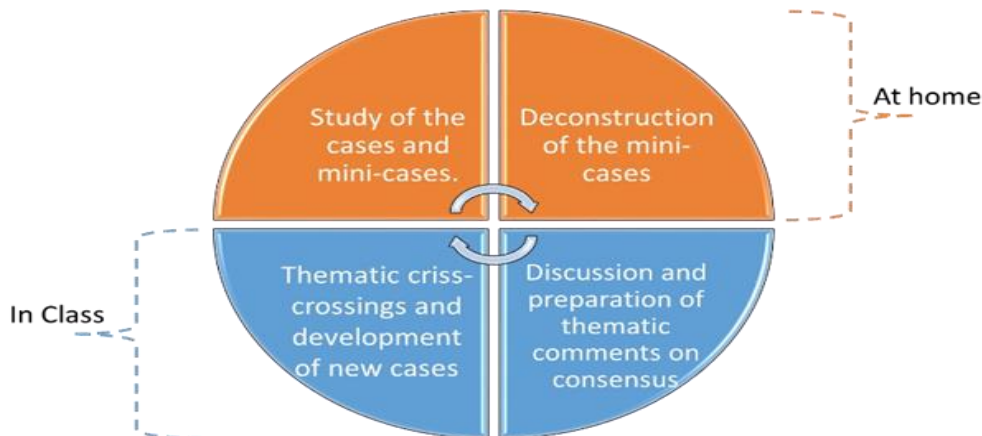 Study of the
cases and
mini-cases.
Deconstruction
of the mini-
cases
At home
In Class
Thematic criss-
crossings and
development
of new cases
Discussion and
preparation of
thematic
comments on
consensus